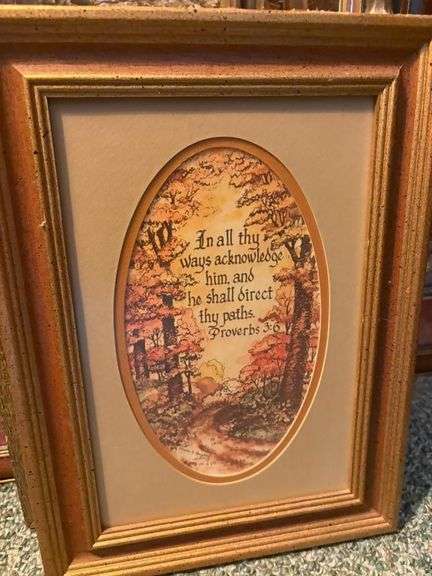 In all thy
ways acknowledge
him, and
he shall direct
thy paths.
Proverbs 3:6